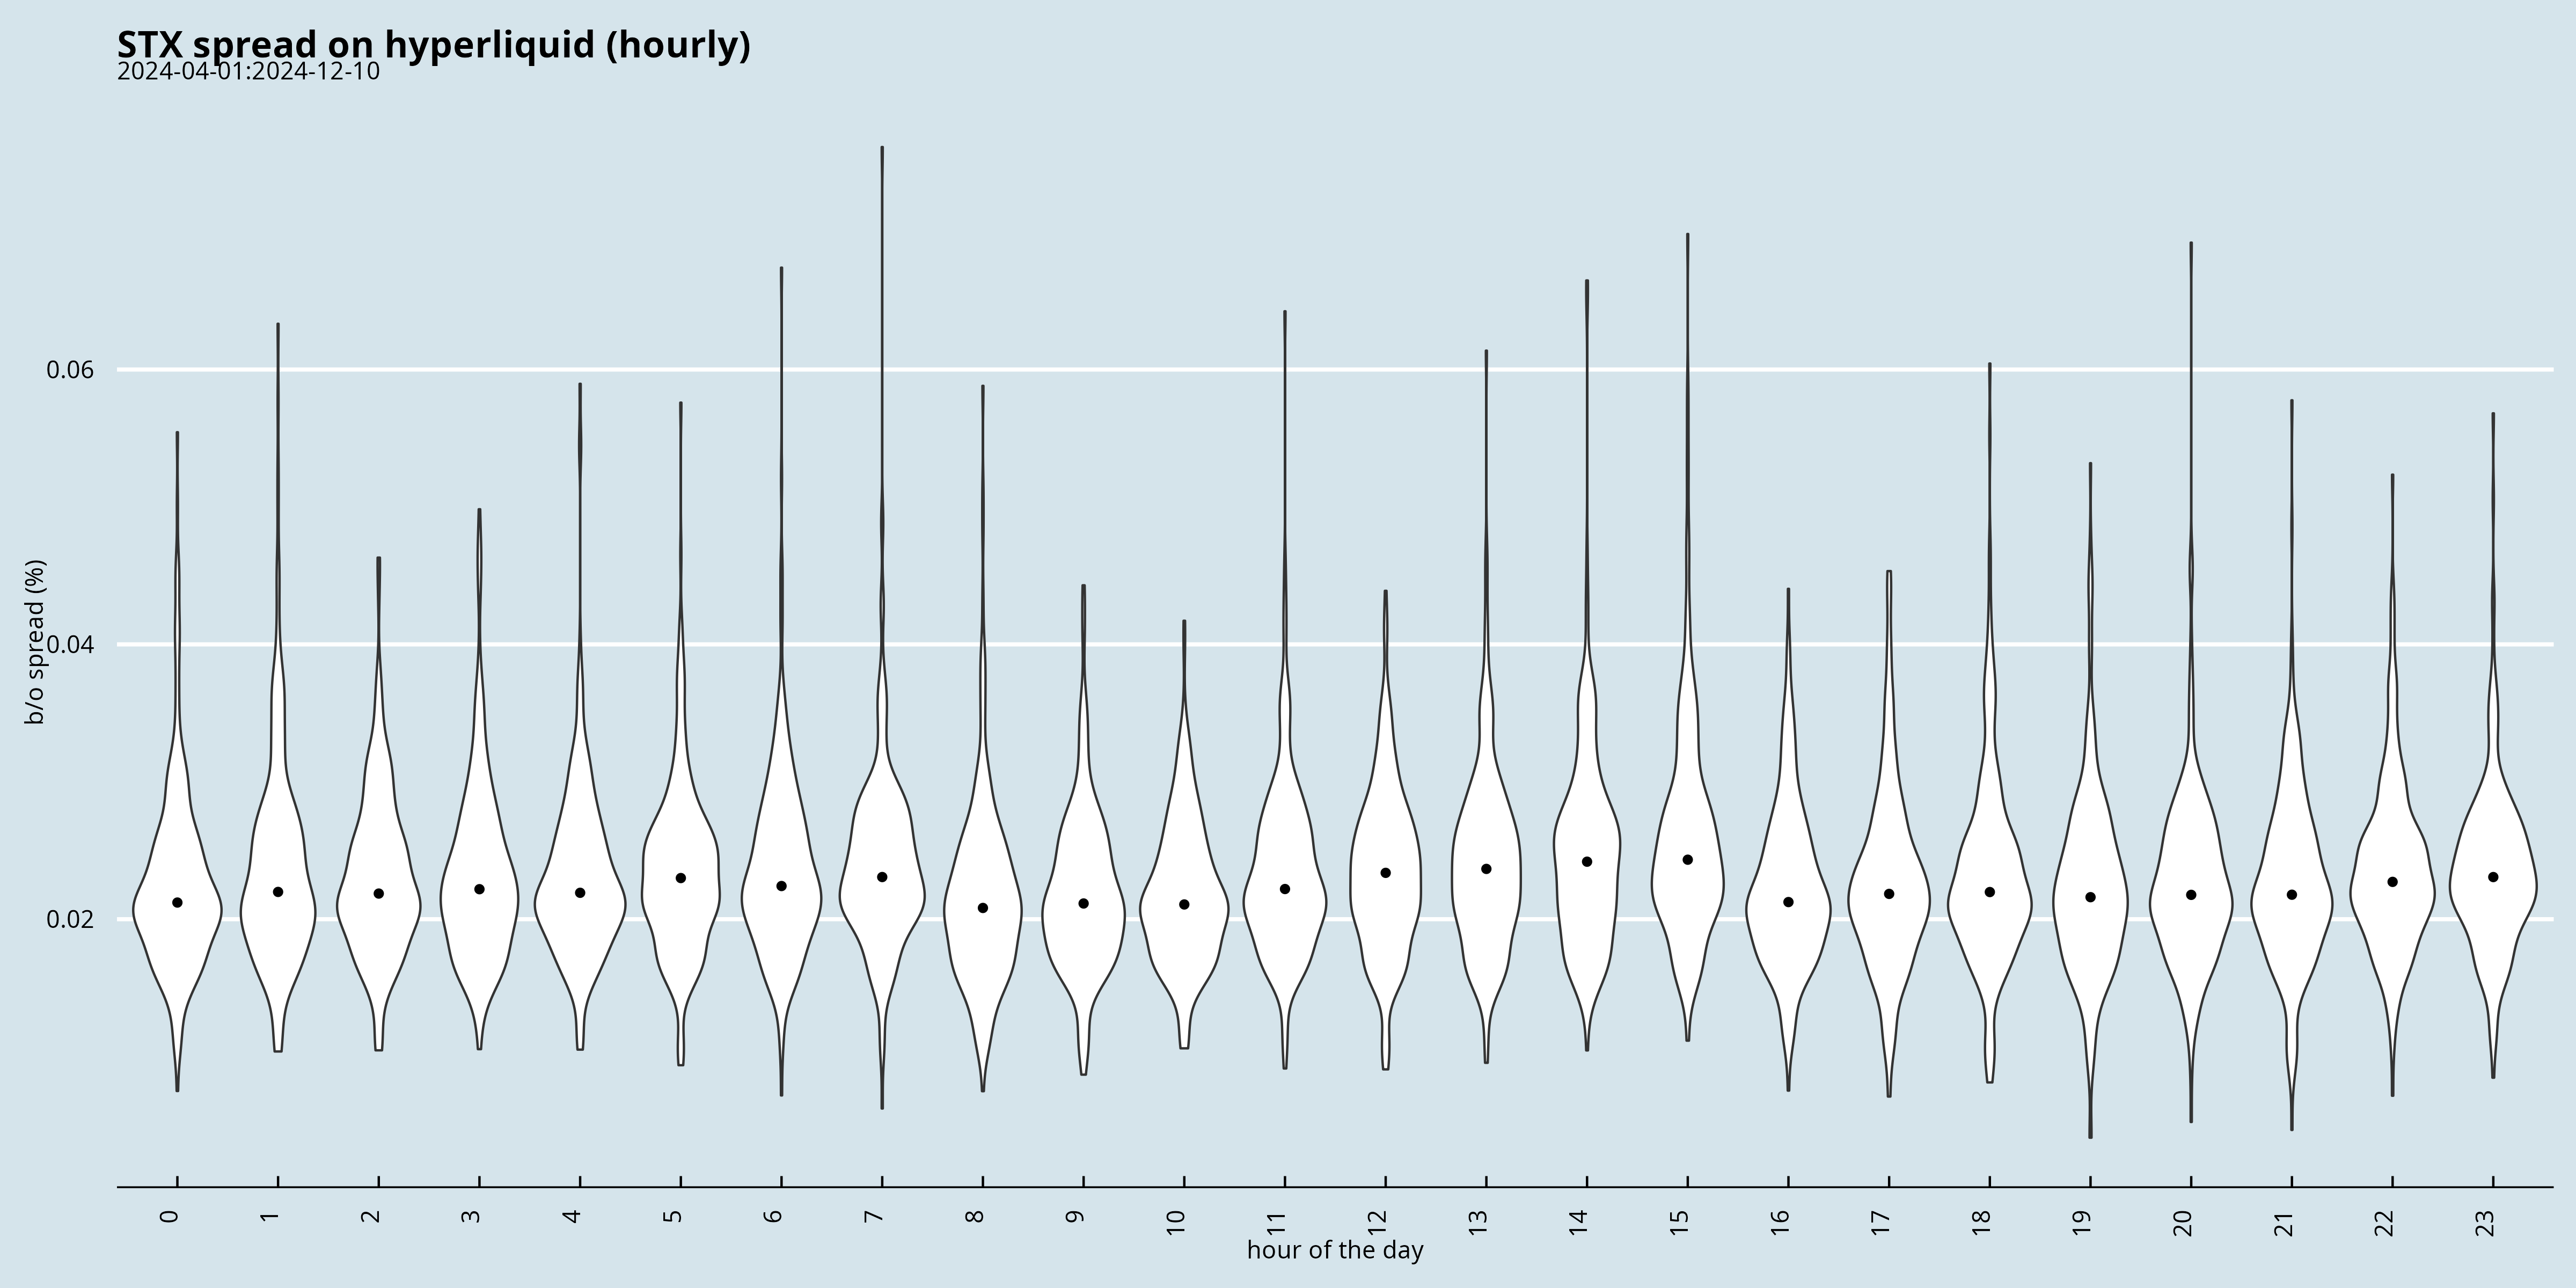 STX spread on hyperliquid (hourly)
2024-04-01:2024-12-10
b/o spread (%)
0.06
0.04
0.02
0 1 2 3 4 5 6 7 8 9 10 11 12 13 14 15 16 17 18 19 20 21 22 23
hour of the day